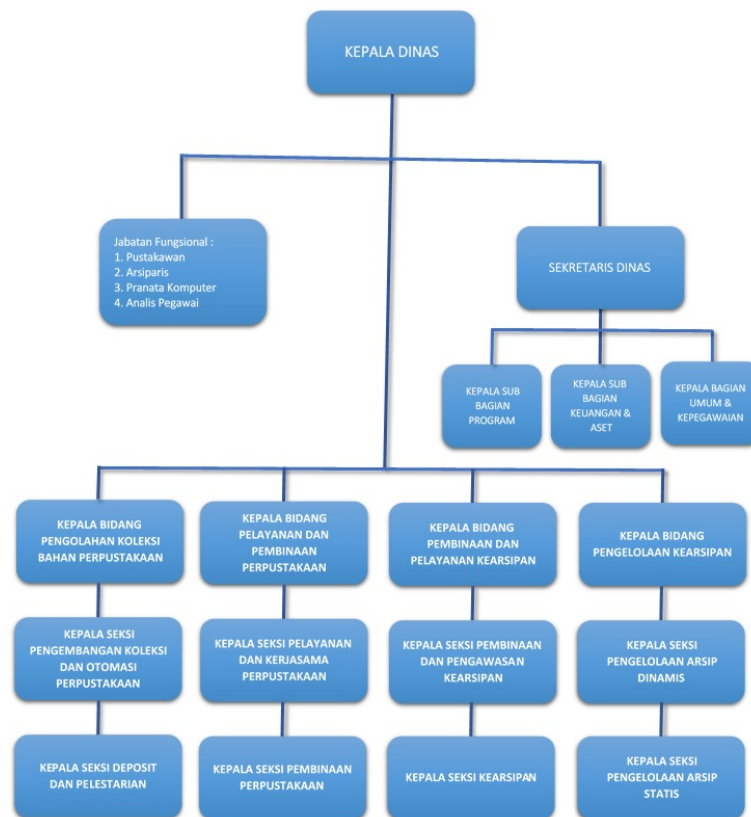 KEPALA DINAS
Jabatan Fungsional :
1. Pustakawan
2. Arsiparis
3. Pranata Komputer
4. Analis Pegawai
SEKRETARIS DINAS
KEPALA SUB
BAGIAN
PROGRAM
KEPALA SUB
BAGIAN
KEUANGAN &
ASET
KEPALA BAGIAN
UMUM &
KEPEGAWAIAN
KEPALA BIDANG
PENGOLAHAN KOLEKSI
BAHAN PERPUSTAKAAN
KEPALA BIDANG
PELAYANAN DAN
PEMBINAAN
PERPUSTAKAAN
KEPALA BIDANG
PEMBINAAN DAN
PELAYANAN KEARSIPAN
KEPALA BIDANG
PENGELOLAAN KEARSIPAN
KEPALA SEKSI
PENGEMBANGAN KOLEKSI
DAN OTOMASI
PERPUSTAKAAN
KEPALA SEKSI PELAYANAN
DAN KERJASAMA
PERPUSTAKAAN
KEPALA SEKSI PEMBINAAN
DAN PENGAWASAN
KEARSIPAN
KEPALA SEKSI
PENGELOLAAN ARSIP
DINAMIS
KEPALA SEKSI DEPOSIT
DAN PELESTARIAN
KEPALA SEKSI PEMBINAAN
PERPUSTAKAAN
KEPALA SEKSI KEARSIPAN
KEPALA SEKSI
PENGELOLAAN ARSIP
STATIS